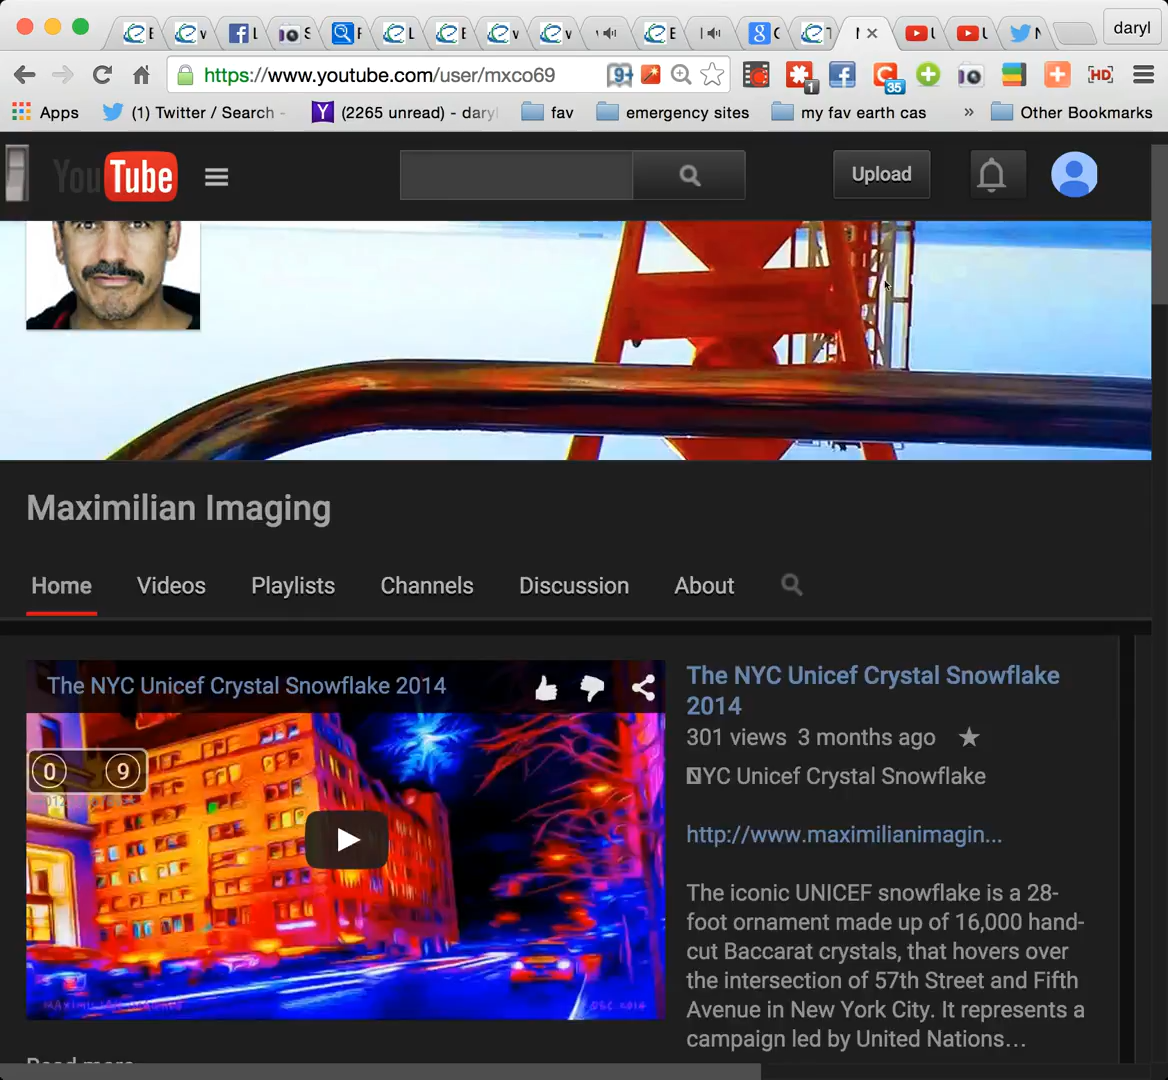 daryl
https://www.youtube.com/user/mxco69
9+
1
35
HD
Apps
(1) Twitter / Search -
(2265 unread) - dary
fav
emergency sites
my fav earth cas
»
Other Bookmarks
YouTube
Upload
Maximilian Imaging
Home
Videos
Playlists
Channels
Discussion
About
The NYC Unicef Crystal Snowflake 2014
0 9
The NYC Unicef Crystal Snowflake
2014
301 views 3 months ago
NYC Unicef Crystal Snowflake
http://www.maximilianimagin...
The iconic UNICEF snowflake is a 28-
foot ornament made up of 16,000 hand-
cut Baccarat crystals, that hovers over
the intersection of 57th Street and Fifth
Avenue in New York City. It represents a
campaign led by United Nations...
Read more